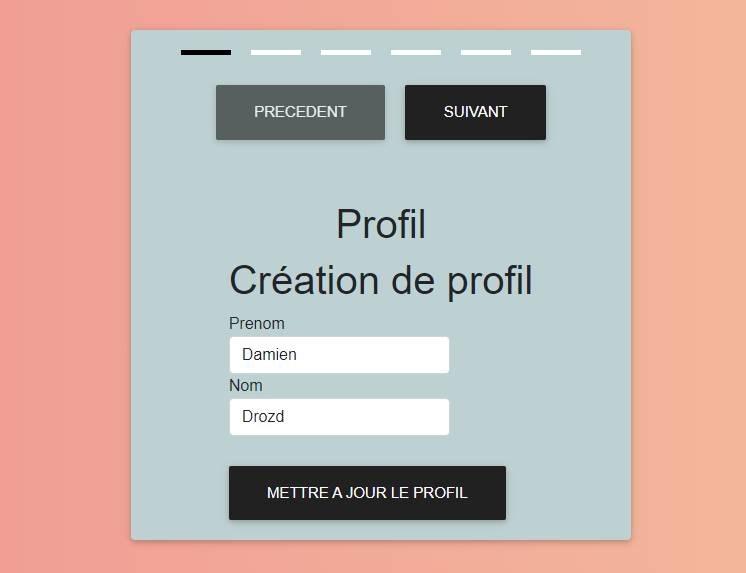 PRECEDENT SUIVANT
Profil
Création de profil
Prenom
Damien
Nom
Drozd
METTRE A JOUR LE PROFIL